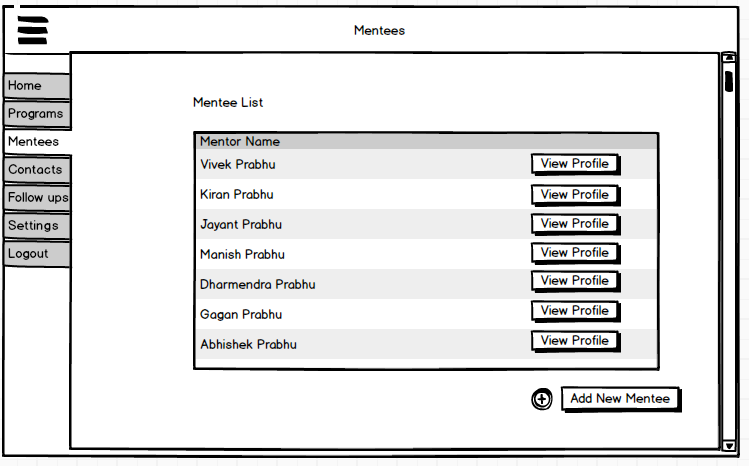 Mentees
Home
Programs
Mentees
Contacts
Follow ups
Settings
Logout
Mentee List
Mentor Name
Vivek Prabhu View Profile
Kiran Prabhu View Profile
Jayant Prabhu View Profile
Manish Prabhu View Profile
Dharmendra Prabhu View Profile
Gagan Prabhu View Profile
Abhishek Prabhu View Profile
Add New Mentee